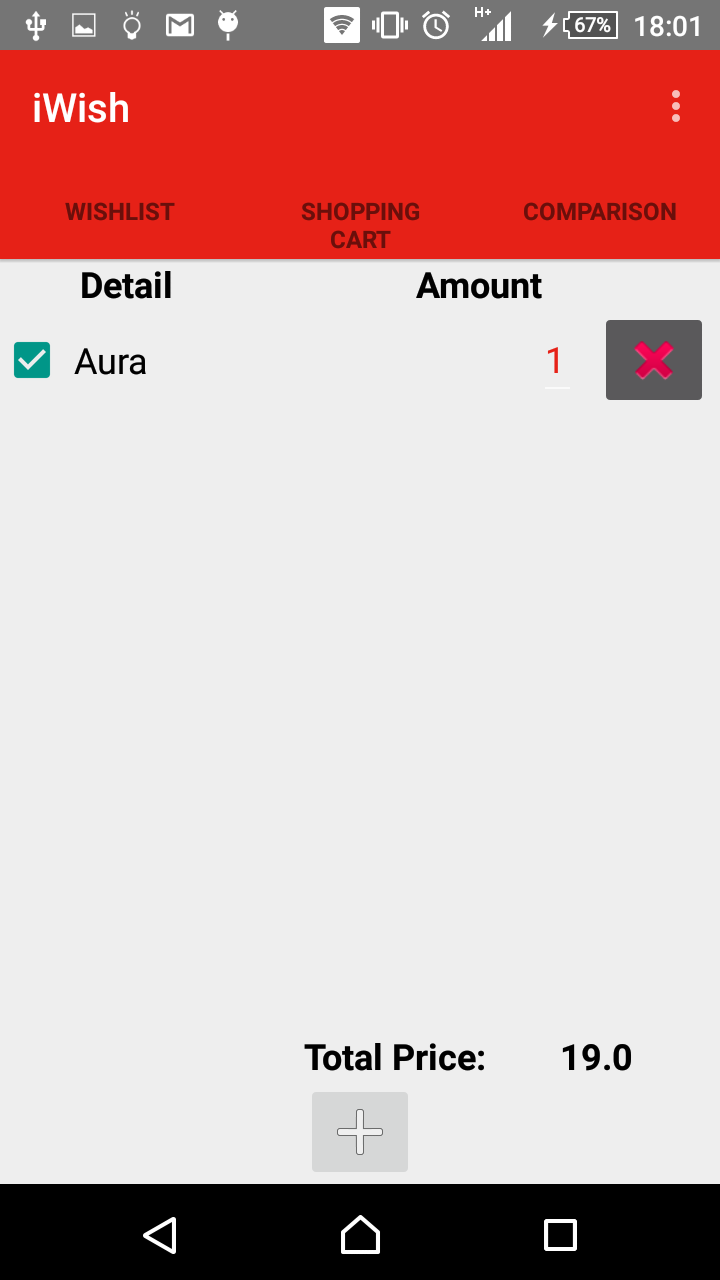 H+ 67% 18:01
iWish
WISHLIST
SHOPPING
CART
COMPARISON
Detail Amount
Aura 1
Total Price: 19.0